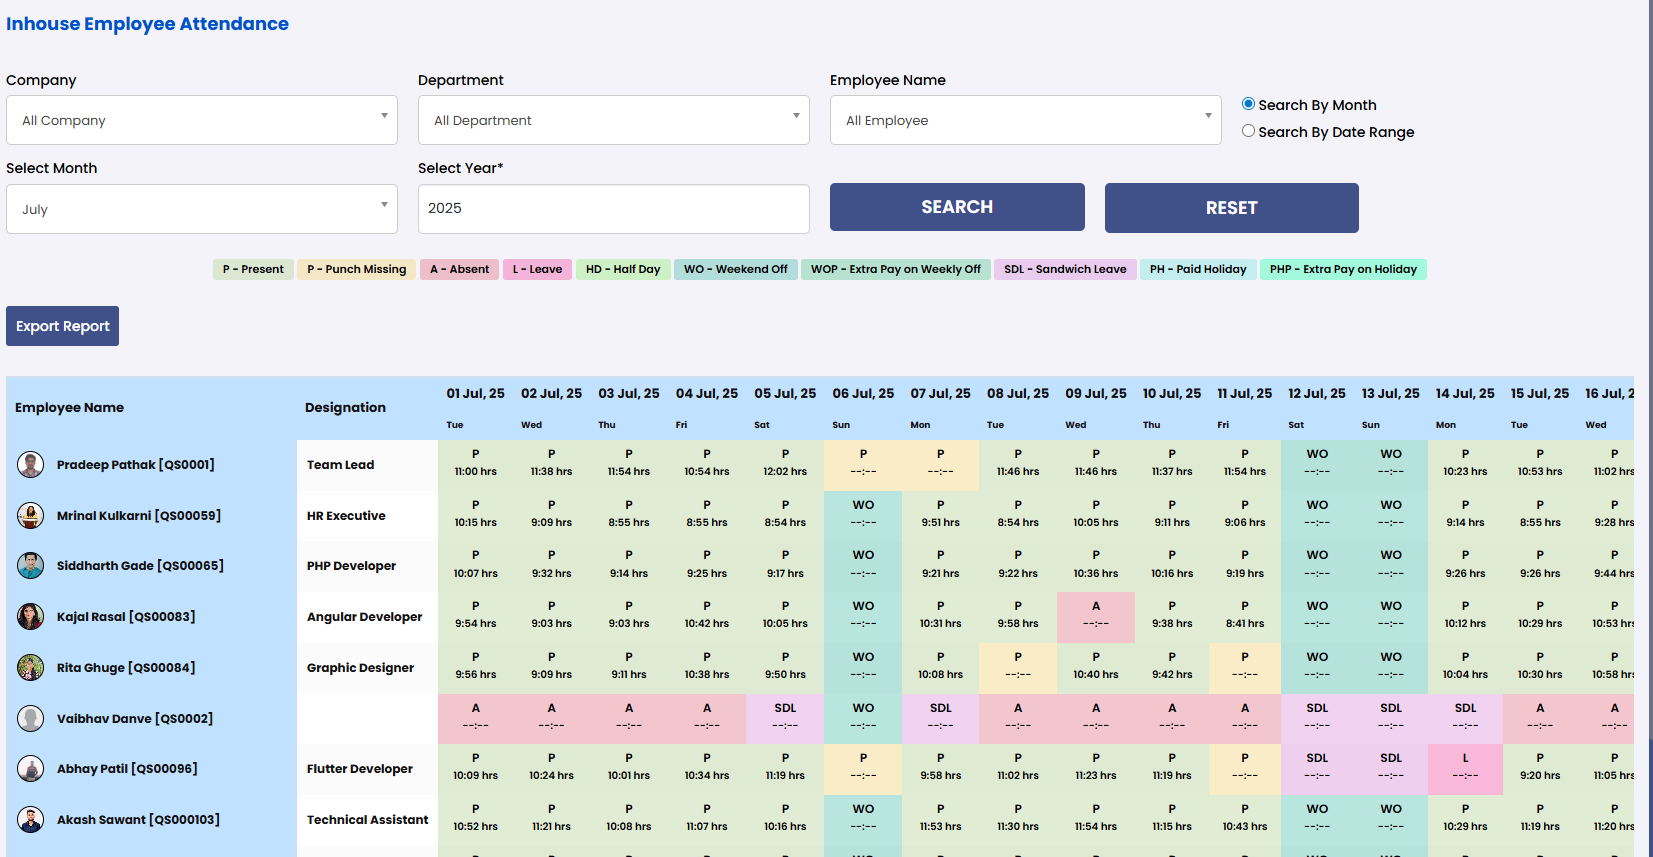 Inhouse Employee Attendance
Company Department Employee Name
All Company All Department All Employee
Search By Month
Search By Date Range
Select Month Select Year*
July 2025 SEARCH RESET
P - Present P - Punch Missing A - Absent L - Leave HD - Half Day WO - Weekend Off WOP - Extra Pay on Weekly Off SDL - Sandwich Leave PH - Paid Holiday PHP - Extra Pay on Holiday
Export Report
Employee Name Designation 01 Jul, 25 02 Jul, 25 03 Jul, 25 04 Jul, 25 05 Jul, 25 06 Jul, 25 07 Jul, 25 08 Jul, 25 09 Jul, 25 10 Jul, 25 11 Jul, 25 12 Jul, 25 13 Jul, 25 14 Jul, 25 15 Jul, 25 16 Jul, 2
Tue Wed Thu Fri Sat Sun Mon Tue Wed Thu Fri Sat Sun Mon Tue Wed
Pradeep Pathak [QS0001] Team Lead P P P P P P P P P P P WO WO P P P
11:00 hrs 11:38 hrs 11:54 hrs 10:54 hrs 12:02 hrs --:-- --:-- 11:46 hrs 11:46 hrs 11:37 hrs 11:54 hrs --:-- --:-- 10:23 hrs 10:53 hrs 11:02 hrs
Mrinal Kulkarni [QS00059] HR Executive P P P P P WO P P P P P WO WO P P P
10:15 hrs 9:09 hrs 8:55 hrs 8:55 hrs 8:54 hrs --:-- 9:51 hrs 8:54 hrs 10:05 hrs 9:11 hrs 9:06 hrs --:-- --:-- 9:14 hrs 8:55 hrs 9:28 hrs
Siddharth Gade [QS00065] PHP Developer P P P P P WO P P P P P WO WO P P P
10:07 hrs 9:32 hrs 9:14 hrs 9:25 hrs 9:17 hrs --:-- 9:21 hrs 9:22 hrs 10:36 hrs 10:16 hrs 9:19 hrs --:-- --:-- 9:26 hrs 9:26 hrs 9:44 hrs
Kajal Rasal [QS00083] Angular Developer P P P P P WO P P A P P WO WO P P P
9:54 hrs 9:03 hrs 9:03 hrs 10:42 hrs 10:05 hrs --:-- 10:31 hrs 9:58 hrs --:-- 9:38 hrs 8:41 hrs --:-- --:-- 10:12 hrs 10:29 hrs 10:53 hrs
Rita Ghuge [QS00084] Graphic Designer P P P P P WO P P P P P WO WO P P P
9:56 hrs 9:09 hrs 9:11 hrs 10:38 hrs 9:50 hrs --:-- 10:08 hrs --:-- 10:40 hrs 9:42 hrs --:-- --:-- --:-- 10:04 hrs 10:30 hrs 10:58 hrs
Vaibhav Danve [QS0002] A A A A SDL WO SDL A A A A SDL SDL SDL A A
--:-- --:-- --:-- --:-- --:-- --:-- --:-- --:-- --:-- --:-- --:-- --:-- --:-- --:-- --:-- --:--
Abhay Patil [QS00096] Flutter Developer P P P P P P P P P P P SDL SDL L P P
10:09 hrs 10:24 hrs 10:01 hrs 10:34 hrs 11:19 hrs --:-- 9:58 hrs 11:02 hrs 11:23 hrs 11:19 hrs --:-- --:-- --:-- --:-- 9:20 hrs 11:05 hrs
Akash Sawant [QS000103] Technical Assistant P P P P P WO P P P P P WO WO P P P
10:52 hrs 11:21 hrs 10:08 hrs 11:07 hrs 10:16 hrs --:-- 11:53 hrs 11:30 hrs 11:54 hrs 11:15 hrs 10:43 hrs --:-- --:-- 10:29 hrs 11:19 hrs 11:20 hrs